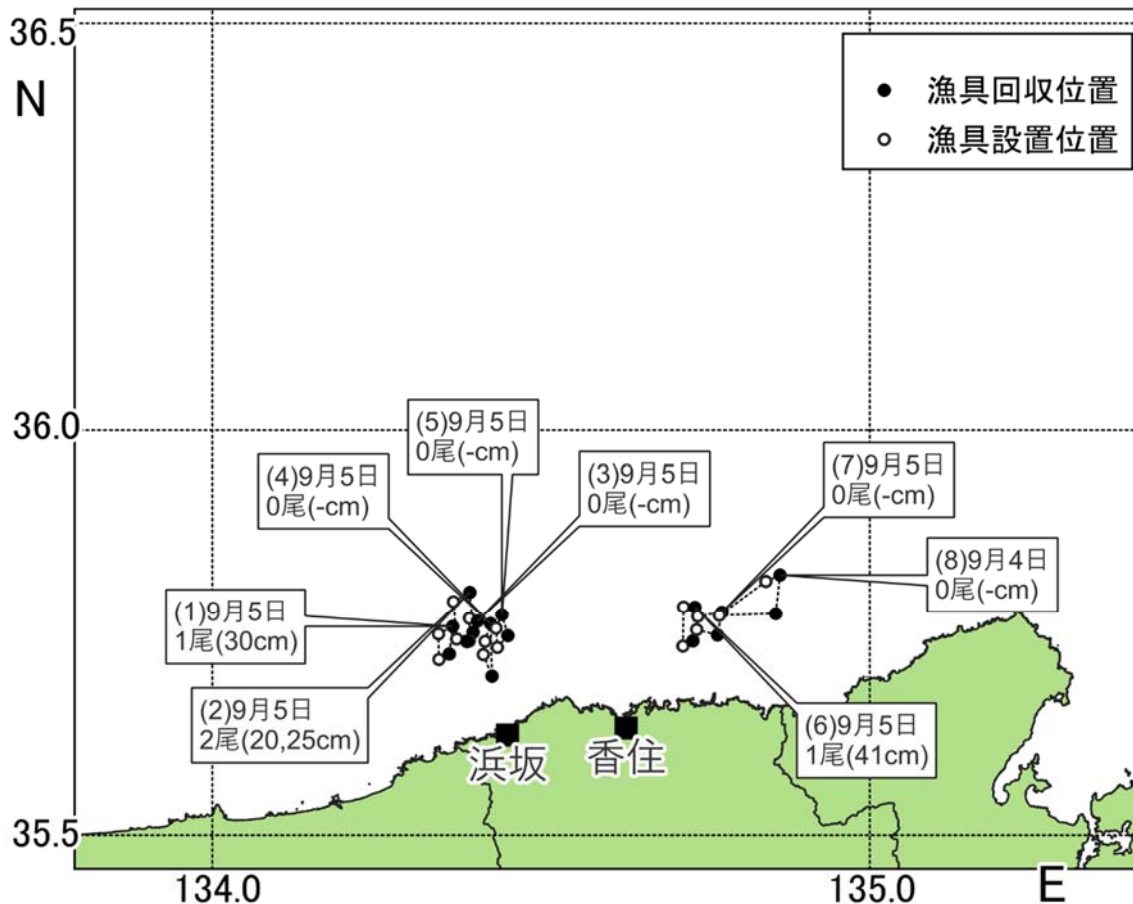 36.5
N
● 漁具回収位置
○ 漁具設置位置
36.0
(5)9月5日
0尾(-cm)
(4)9月5日
0尾(-cm)
(3)9月5日
0尾(-cm)
(7)9月5日
0尾(-cm)
(8)9月4日
0尾(-cm)
(1)9月5日
1尾(30cm)
(2)9月5日
2尾(20,25cm)
(6)9月5日
1尾(41cm)
浜坂
香住
35.5
134.0
135.0
E